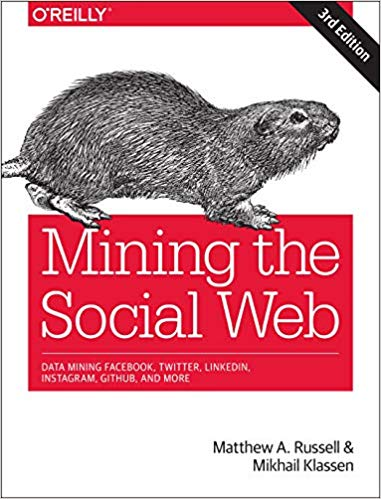 O'REILLY®
3rd Edition
Mining the
Social Web
DATA MINING FACEBOOK, TWITTER, LINKEDIN,
INSTAGRAM, GITHUB, AND MORE
Matthew A. Russell &
Mikhail Klassen